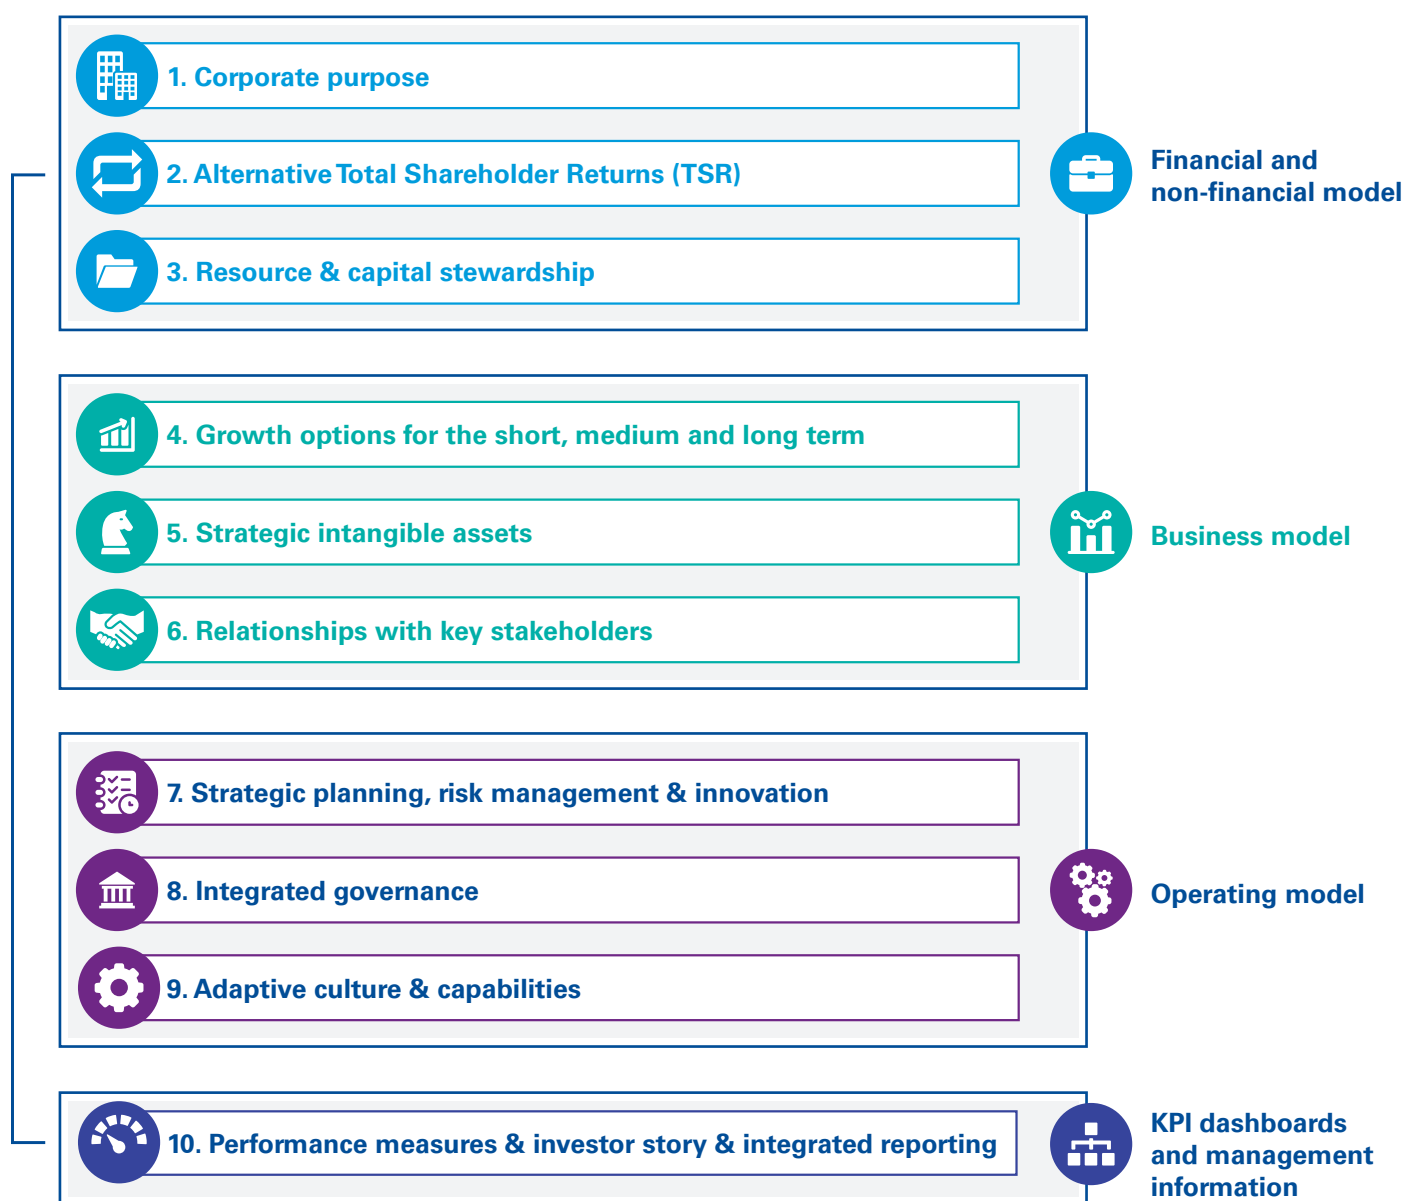 1. Corporate purpose
2. Alternative Total Shareholder Returns (TSR)
3. Resource & capital stewardship
Financial and
non-financial model
4. Growth options for the short, medium and long term
5. Strategic intangible assets
6. Relationships with key stakeholders
Business model
7. Strategic planning, risk management & innovation
8. Integrated governance
9. Adaptive culture & capabilities
Operating model
10. Performance measures & investor story & integrated reporting
KPI dashboards
and management
information